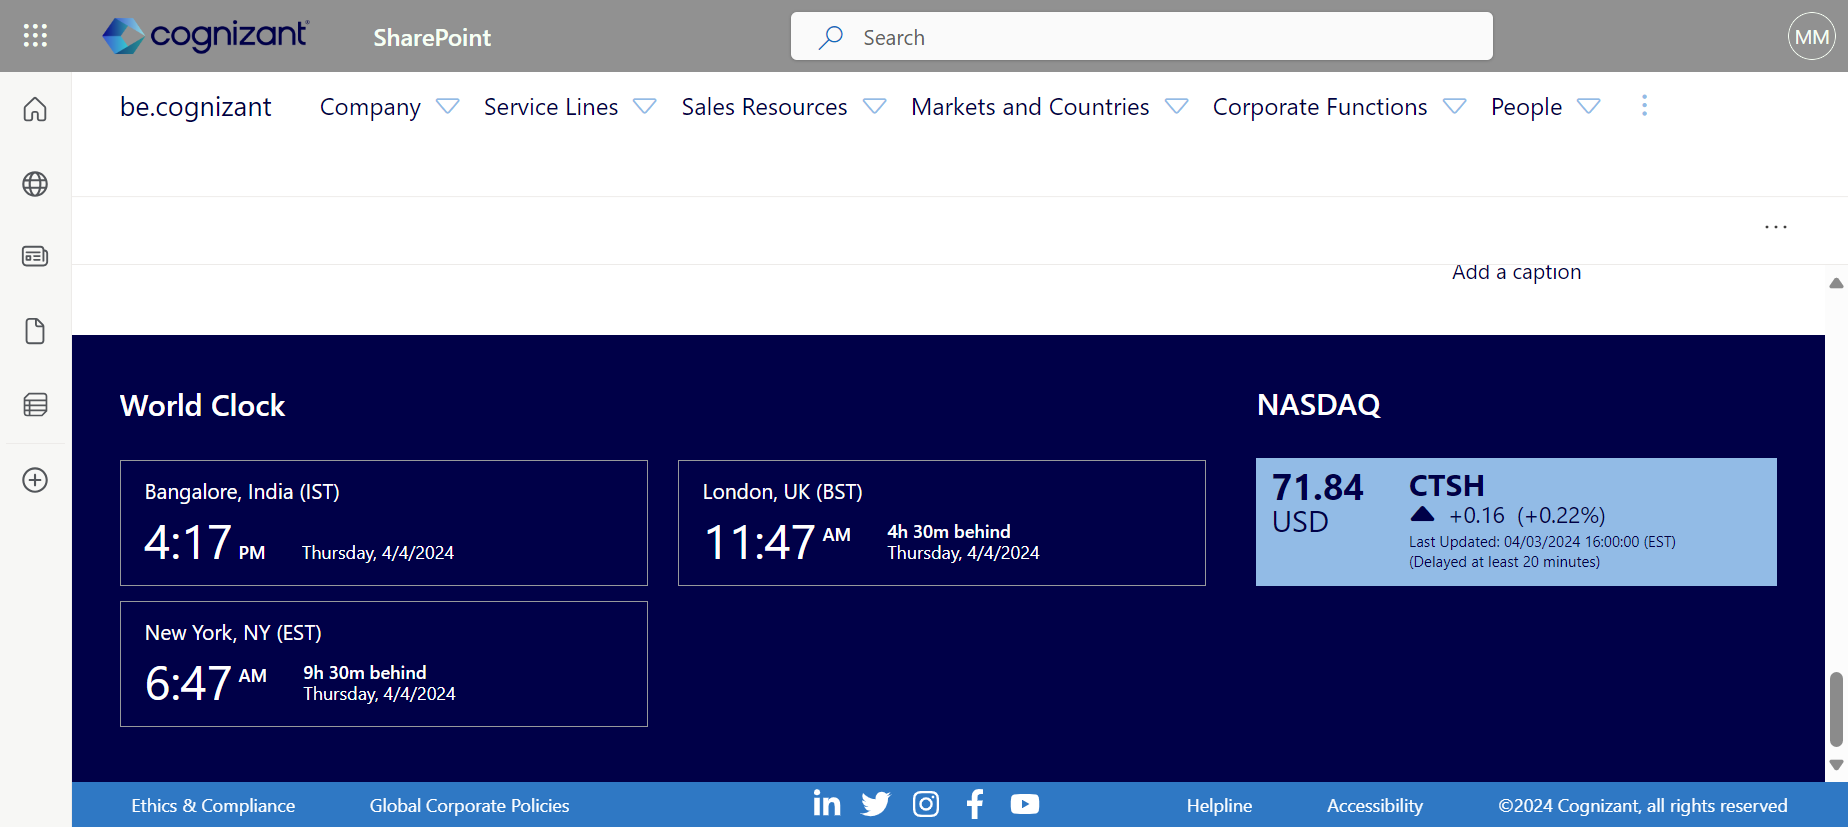 cognizant
SharePoint
Search
MM
be.cognizant
Company
Service Lines
Sales Resources
Markets and Countries
Corporate Functions
People
Add a caption
World Clock
Bangalore, India (IST)
4:17 PM
Thursday, 4/4/2024
London, UK (BST)
11:47 AM
4h 30m behind
Thursday, 4/4/2024
New York, NY (EST)
6:47 AM
9h 30m behind
Thursday, 4/4/2024
NASDAQ
71.84
USD
CTSH
+0.16 (+0.22%)
Last Updated: 04/03/2024 16:00:00 (EST)
(Delayed at least 20 minutes)
Ethics & Compliance
Global Corporate Policies
in
Helpline
Accessibility
©2024 Cognizant, all rights reserved